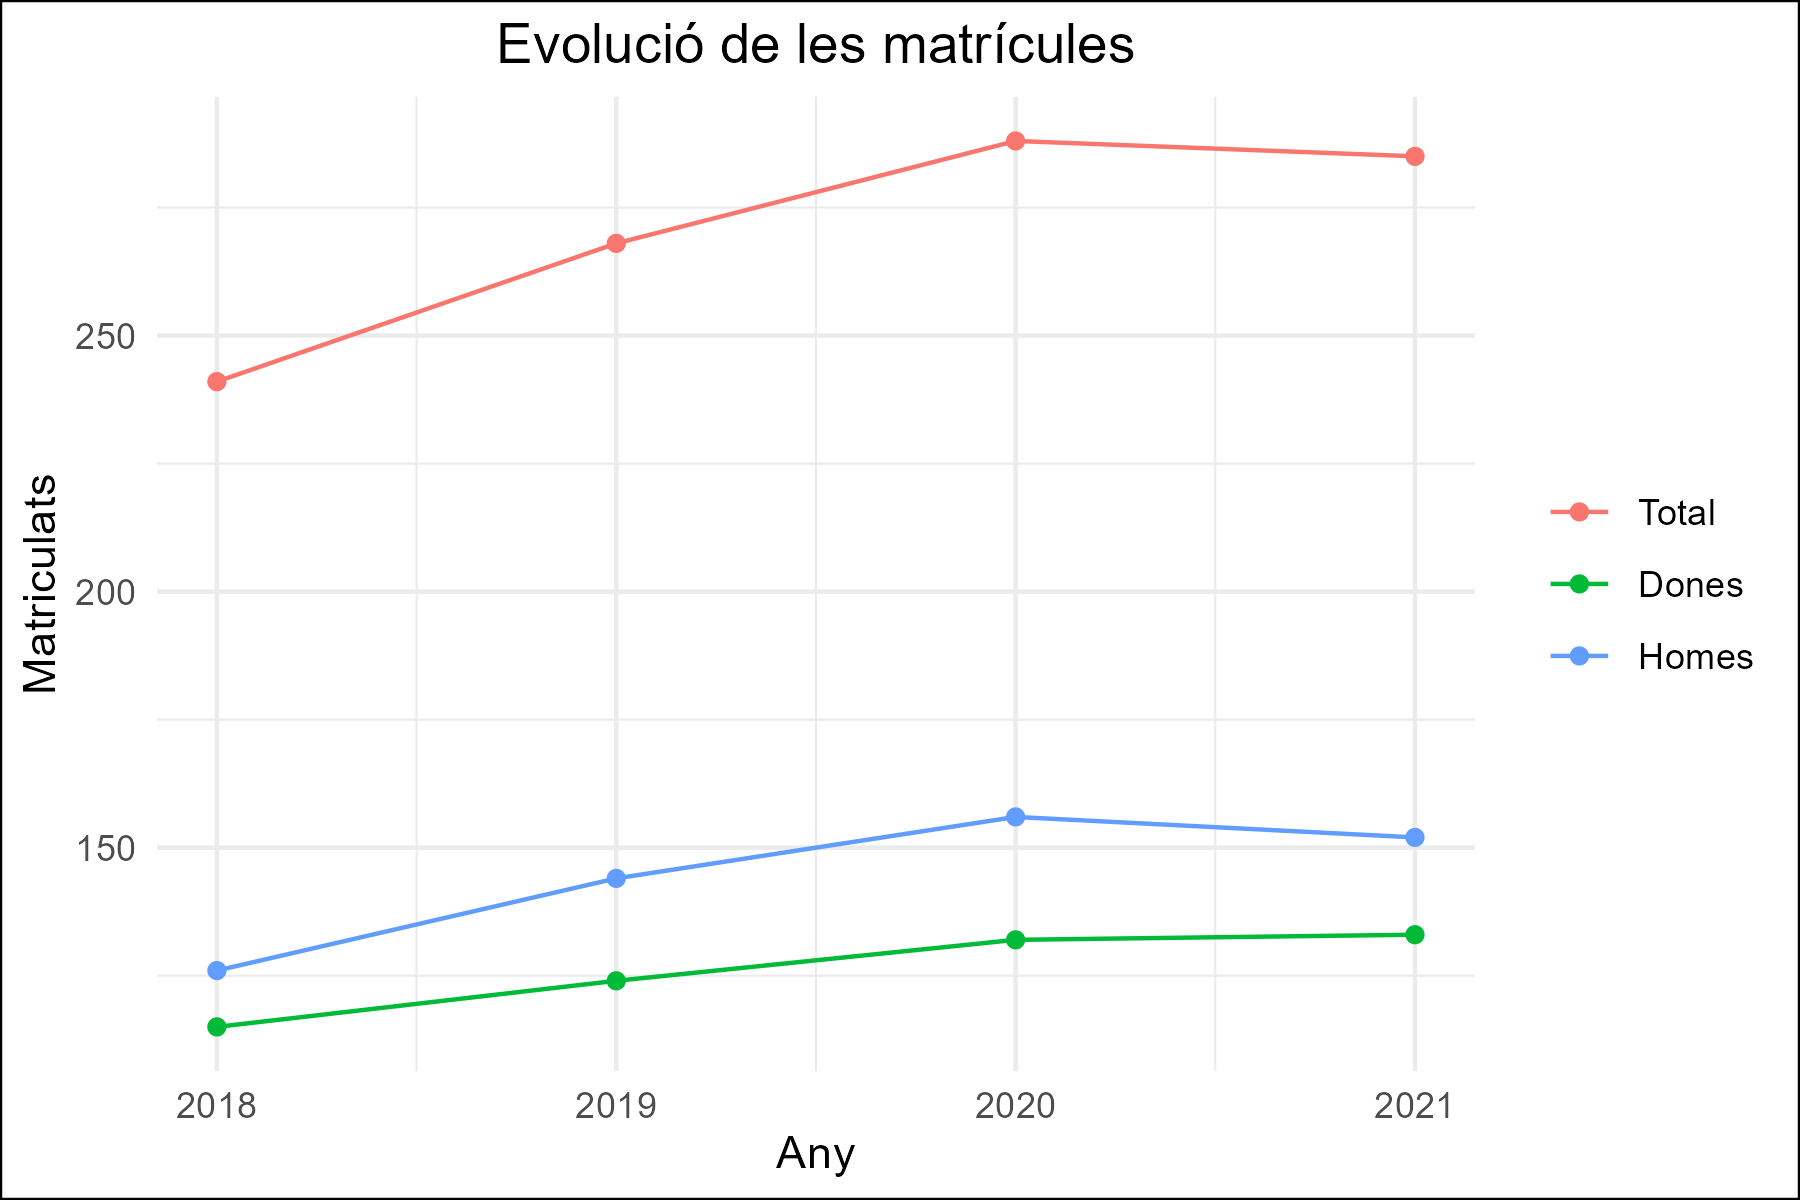 Evolució de les matrícules
Matriculats
250
200
150
2018
2019
2020
2021
Any
Total
Dones
Homes